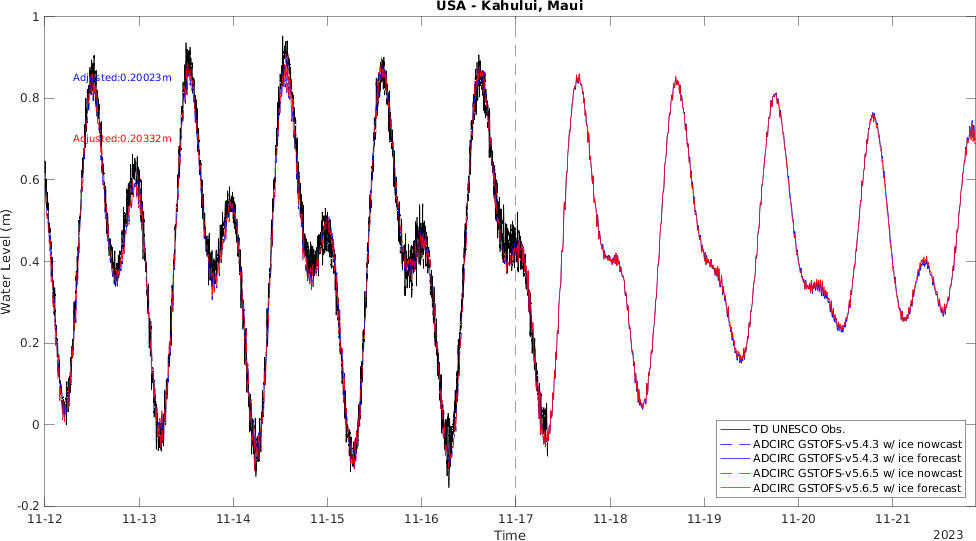 USA - Kahului, Maui
1
0.8
0.6
0.4
0.2
0
-0.2
Water Level (m)
Adjusted:0.20023m
Adjusted:0.20332m
TD UNESCO Obs.
ADCIRC GSTOFS-v5.4.3 w/ ice nowcast
ADCIRC GSTOFS-v5.4.3 w/ ice forecast
ADCIRC GSTOFS-v5.6.5 w/ ice nowcast
ADCIRC GSTOFS-v5.6.5 w/ ice forecast
11-12 11-13 11-14 11-15 11-16 11-17 11-18 11-19 11-20 11-21
Time
2023